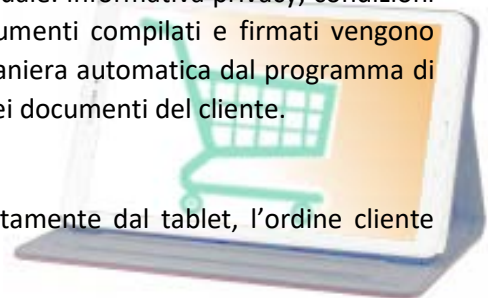 informativa privacy, condizioni
umenti compilati e firmati vengono
aniera automatica dal programma di
ei documenti del cliente.
tamente dal tablet, l'ordine cliente